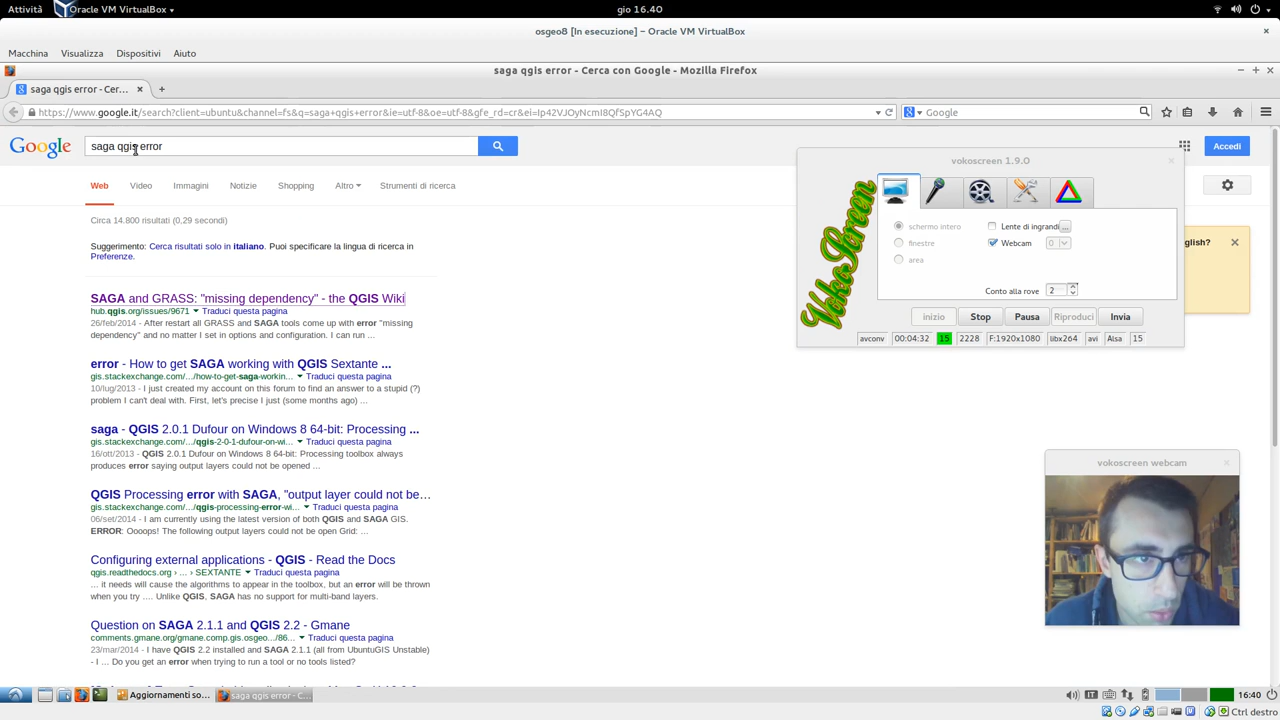 Attività
Oracle VM VirtualBox
gio 16.40
osgeo8 [In esecuzione] – Oracle VM VirtualBox
Macchina
Visualizza
Dispositivi
Aiuto
saga qgis error - Cerca con Google - Mozilla Firefox
saga qgis error - Cer...
https://www.google.it/search?client=ubuntu&channel=fs&q=saga+qgis+error&ie=utf-8&oe=utf-8&gfe_rd=cr&ei=Ip42VJOyNcmI8QfSpYG4AQ
Google
Google
saga qgis error
Accedi
Web
Video
Immagini
Notizie
Shopping
Altro
Strumenti di ricerca
Circa 14.800 risultati (0,29 secondi)
Suggerimento: Cerca risultati solo in italiano. Puoi specificare la lingua di ricerca in
Preferenze.
SAGA and GRASS: "missing dependency" - the QGIS Wiki
hub.qgis.org/issues/9671
Traduci questa pagina
26/feb/2014 - After restart all GRASS and SAGA tools come up with error "missing
dependency" and no matter I set in options and configuration. I can run ...
error - How to get SAGA working with QGIS Sextante ...
gis.stackexchange.com/.../how-to-get-saga-workin...
Traduci questa pagina
10/lug/2013 - I just created my account on this forum to find an answer to a stupid (?)
problem I can't deal with. First, let's precise I just (some months ago) ...
saga - QGIS 2.0.1 Dufour on Windows 8 64-bit: Processing ...
gis.stackexchange.com/.../qgis-2-0-1-dufour-on-wi...
Traduci questa pagina
16/ott/2013 - QGIS 2.0.1 Dufour on Windows 8 64-bit: Processing toolbox always
produces error saying output layers could not be opened ...
QGIS Processing error with SAGA, "output layer could not be...
gis.stackexchange.com/.../qgis-processing-error-wi...
Traduci questa pagina
06/set/2014 - I am currently using the latest version of both QGIS and SAGA GIS.
ERROR: Oooops! The following output layers could not be open Grid: ...
Configuring external applications - QGIS - Read the Docs
qgis.readthedocs.org › ... › SEXTANTE
Traduci questa pagina
... it needs will cause the algorithms to appear in the toolbox, but an error will be thrown
when you try .... Unlike QGIS, SAGA has no support for multi-band layers.
Question on SAGA 2.1.1 and QGIS 2.2 - Gmane
comments.gmane.org/gmane.comp.gis.osgeo.../86...
Traduci questa pagina
23/mar/2014 - I have QGIS 2.2 installed and SAGA 2.1.1 (all from UbuntuGIS Unstable)
- I ... Do you get an error when trying to run a tool or no tools listed?
vokoscreen 1.9.0
VokoScreen
schermo intero
finestre
area
Lente di ingrandi
...
Webcam
0
Conto alla rove
2
inizio
Stop
Pausa
Riproduci
Invia
avconv
00:04:32
15
2228
F:1920x1080
libx264
avi
Alsa
15
glish?
vokoscreen webcam
Aggiornamenti so...
saga qgis error - C...
IT
16:40
Ctrl destro